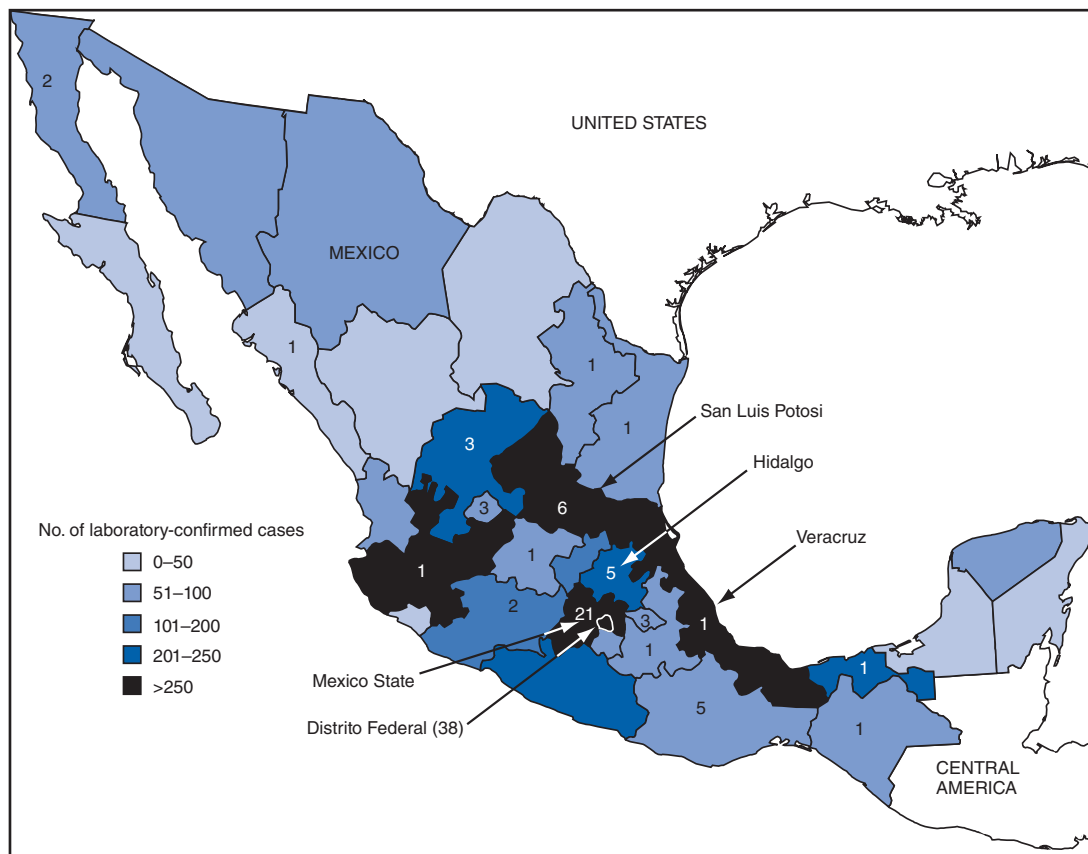 2
UNITED STATES
MEXICO
1
1
1
San Luis Potosi
3
Hidalgo
3
6
No. of laboratory-confirmed cases
Veracruz
0–50
1
1
5
51–100
2
21
3
1
101–200
1
1
201–250
Mexico State
>250
5
1
Distrito Federal (38)
CENTRAL
AMERICA